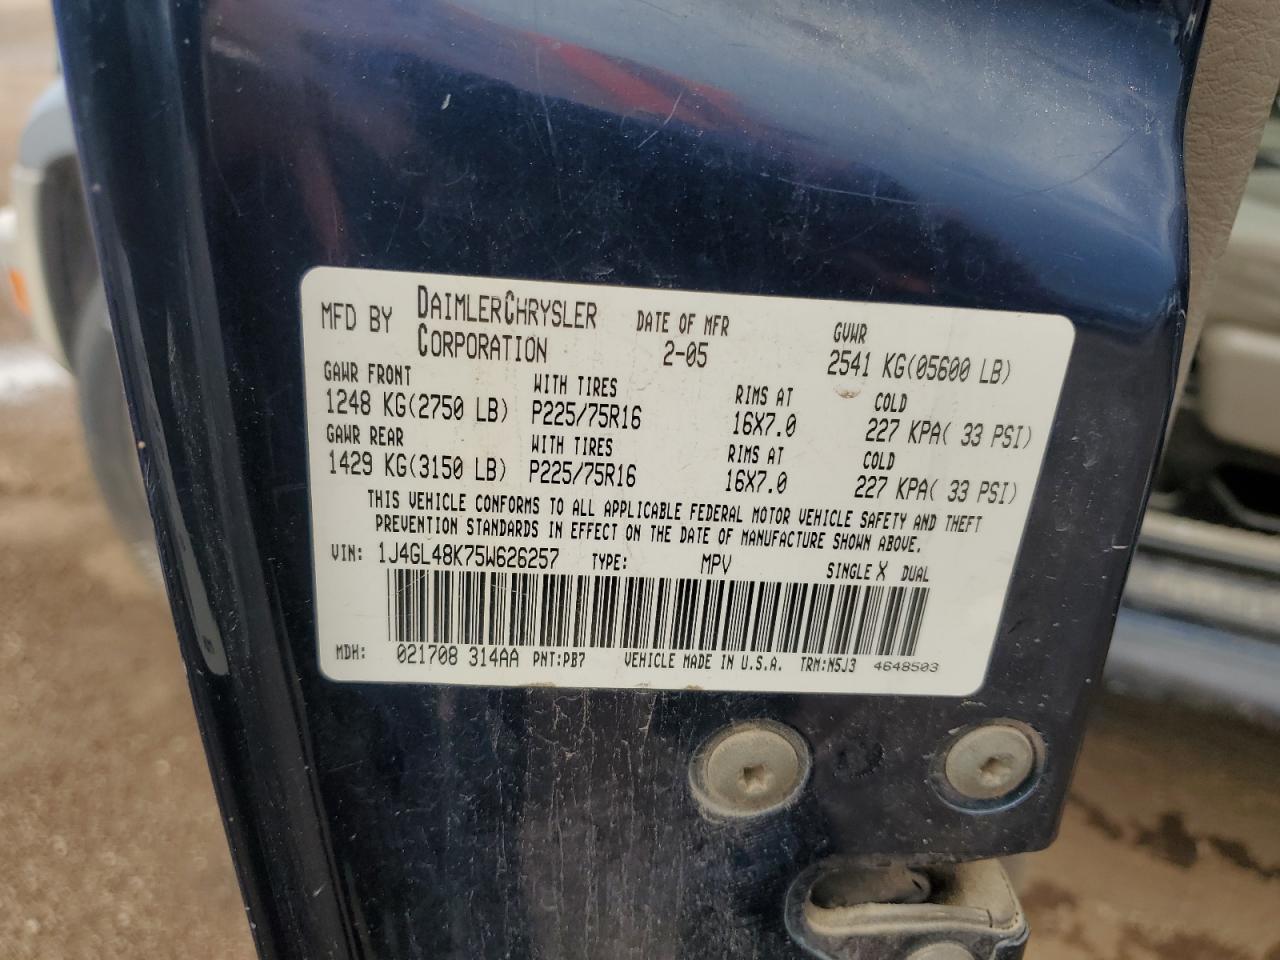 MFD BY DAIMLERCHRYSLER CORPORATION DATE OF MFR 2-05 GVWR 2541 KG(05600 LB)
GAWR FRONT WITH TIRES RIMS AT COLD
1248 KG(2750 LB) P225/75R16 16X7.0 227 KPA( 33 PSI)
GAWR REAR WITH TIRES RIMS AT COLD
1429 KG(3150 LB) P225/75R16 16X7.0 227 KPA( 33 PSI)
THIS VEHICLE CONFORMS TO ALL APPLICABLE FEDERAL MOTOR VEHICLE SAFETY AND THEFT
PREVENTION STANDARDS IN EFFECT ON THE DATE OF MANUFACTURE SHOWN ABOVE.
VIN: 1J4GL48K75W626257 TYPE: MPV SINGLE X DUAL
MDH: 021708 314AA PNT:PB7 VEHICLE MADE IN U.S.A. TRM:N5J3 4648503